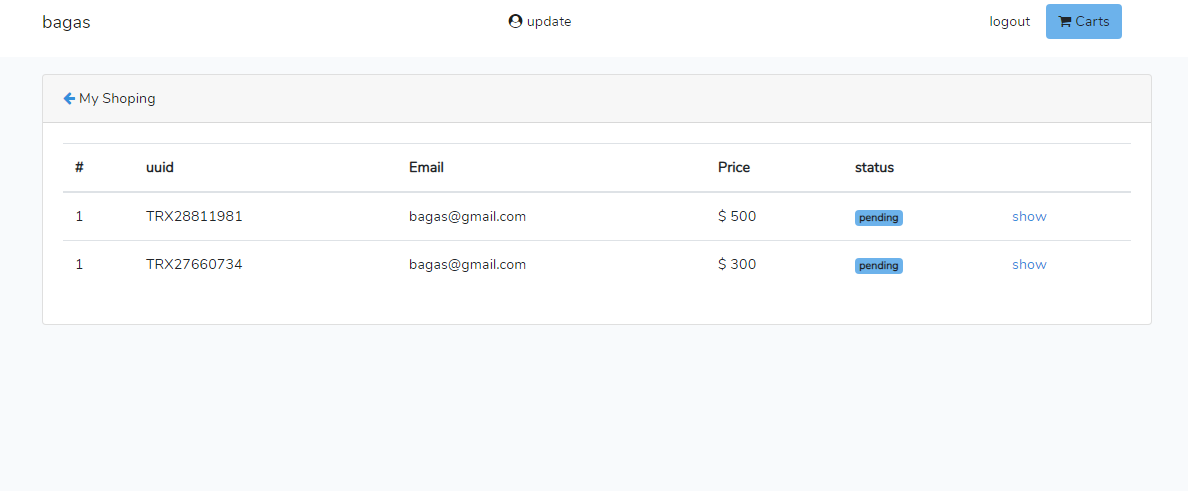 bagas update logout Carts
My Shoping
# uuid Email Price status
1 TRX28811981 bagas@gmail.com $ 500 pending show
1 TRX27660734 bagas@gmail.com $ 300 pending show